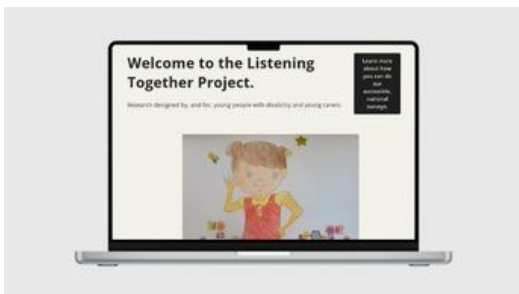 Welcome to the Listening
Together Project.
Research designed by, and for, young people with disability and young carers.
Learn more
about how
you can do
our
accessible,
national
surveys.